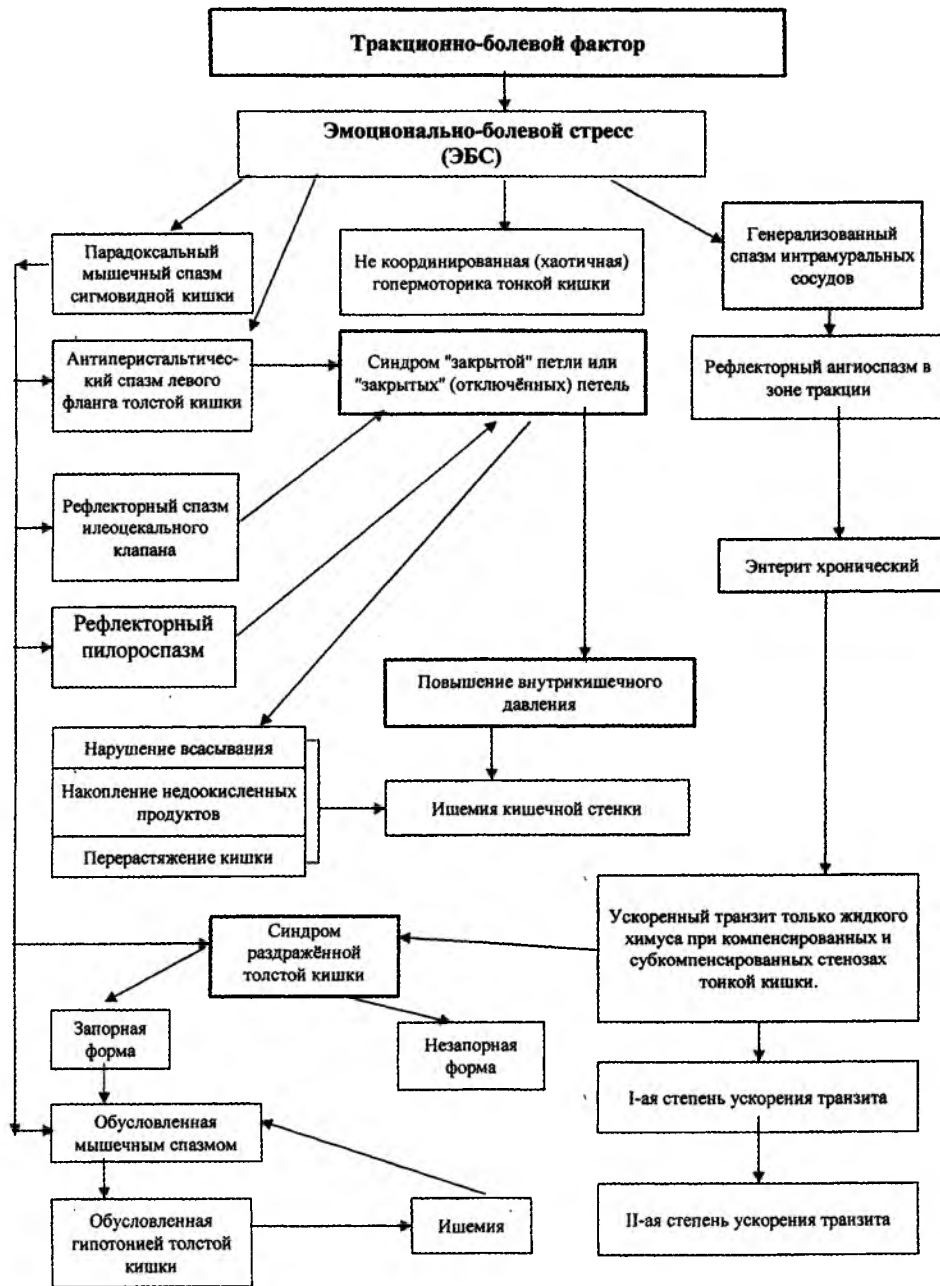 Тракционно-болевой фактор
Эмоционально-болевой стресс
(ЭБС)
Парадоксальный
мышечный спазм
сигмовидной кишки
Не координированная (хаотичная)
гопермоторика тонкой кишки
Генерализованный
спазм интрамуральных
сосудов
Антиперистальтичес-
кий спазм левого
фланга толстой кишки
Синдром "закрытой" петли или
"закрытых" (отключённых) петель
Рефлекторный ангиоспазм в
зоне тракции
Рефлекторный спазм
илеоцекального
клапана
Энтерит хронический
Рефлекторный
пилороспазм
Повышение внутрикишечного
давления
Нарушение всасывания
Накопление недоокисленных
продуктов
Перерастяжение кишки
Ишемия кишечной стенки
Синдром
раздражённой
толстой кишки
Ускоренный транзит только жидкого
химуса при компенсированных и
субкомпенсированных стенозах
тонкой кишки.
Запорная
форма
Незапорная
форма
I-ая степень ускорения транзита
Обусловленная
мышечным спазмом
Обусловленная
гипотонией толстой
кишки
Ишемия
II-ая степень ускорения транзита